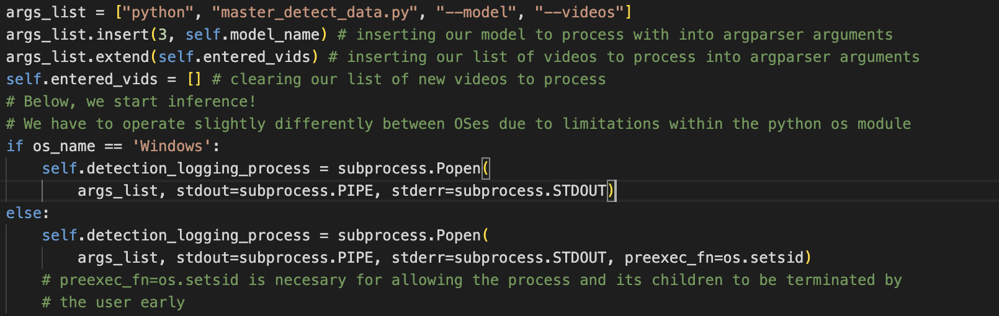 args_list = ["python", "master_detect_data.py", "--model", "--videos"]
args_list.insert(3, self.model_name) # inserting our model to process with into argparser arguments
args_list.extend(self.entered_vids) # inserting our list of videos to process into argparser arguments
self.entered_vids = [] # clearing our list of new videos to process
# Below, we start inference!
# We have to operate slightly differently between OSes due to limitations within the python os module
if os_name == 'Windows':
    self.detection_logging_process = subprocess.Popen(
        args_list, stdout=subprocess.PIPE, stderr=subprocess.STDOUT)
else:
    self.detection_logging_process = subprocess.Popen(
        args_list, stdout=subprocess.PIPE, stderr=subprocess.STDOUT, preexec_fn=os.setsid)
    # preexec_fn=os.setsid is necesary for allowing the process and its children to be terminated by
    # the user early